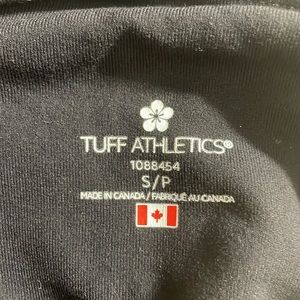 TUFF ATHLETICS®
1088454
S/P
MADE IN CANADA / FABRIQUÉ AU CANADA